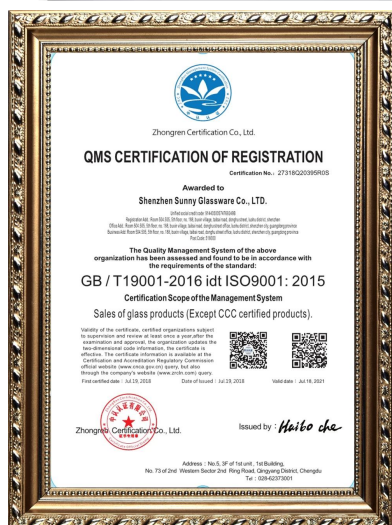 Zhongren Certification Co., Ltd.
QMS CERTIFICATION OF REGISTRATION
Certification No.: 27318Q20395R0S
Awarded to
Shenzhen Sunny Glassware Co., LTD.
The Quality Management System of the above
organization has been assessed and found to be in accordance with
the requirements of the standard:
GB / T19001-2016 idt ISO9001: 2015
Certification Scope of the Management System
Sales of glass products (Except CCC certified products).
Validity of the certificate, certified organizations subject
to supervision and review at least once a year,after the
examination and approval, the organization updates the
two-dimensional code information, the certificate is
effective. The certificate information is available at the
Certification and Accreditation Regulatory Commission
official website (www.cnca.gov.cn) query, but also
through the company's website (www.zrcln.com) query.
First certified date : Jul.19, 2018 Date of Issued : Jul.19, 2018 Valid date : Jul.18, 2021
Zhongren Certification Co., Ltd.
Issued by : Haibo che
Address : No.5, 3F of 1st unit, 1st Building,
No. 73 of 2nd Western Sector 2nd Ring Road, Qingyang District, Chengdu
Tel : 028-62373001